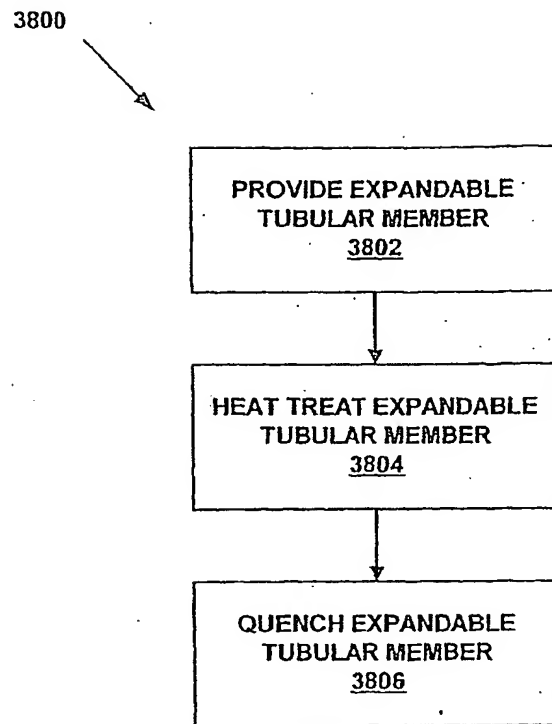 3800
PROVIDE EXPANDABLE
TUBULAR MEMBER
3802
HEAT TREAT EXPANDABLE
TUBULAR MEMBER
3804
QUENCH EXPANDABLE
TUBULAR MEMBER
3806